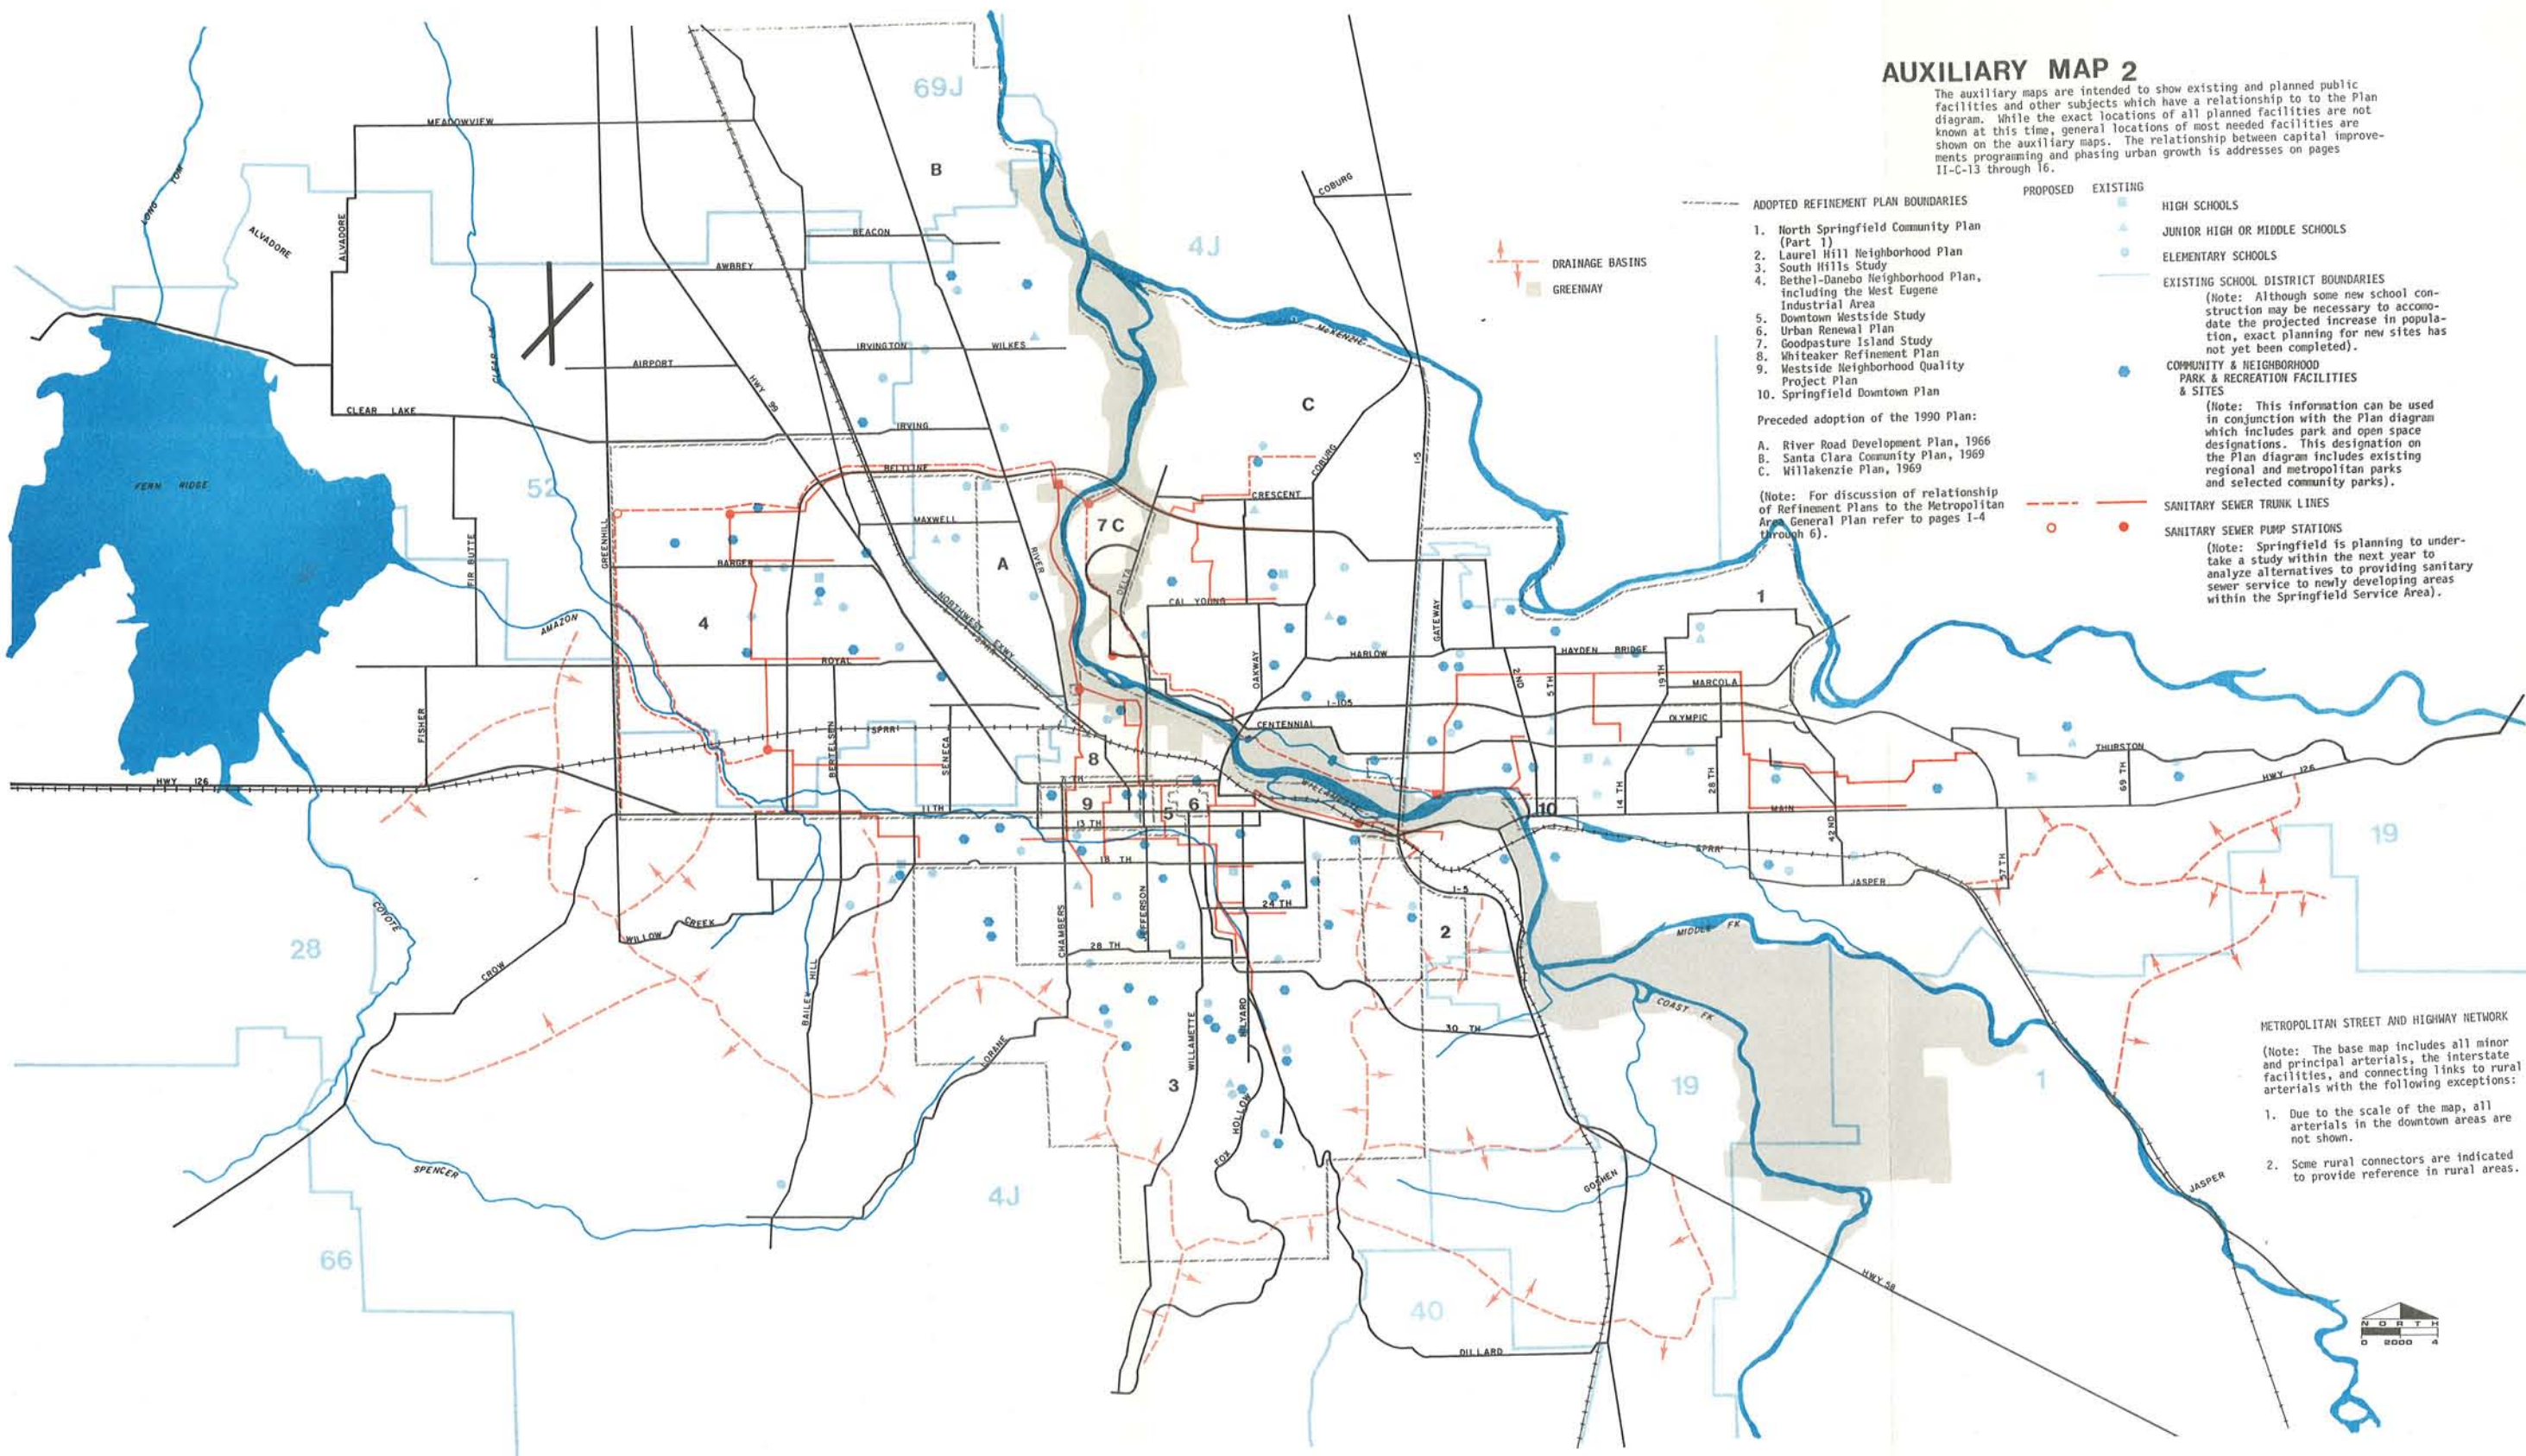 AUXILIARY MAP 2
The auxiliary maps are intended to show existing and planned public
facilities and other subjects which have a relationship to to the Plan
diagram. While the exact locations of all planned facilities are not
known at this time, general locations of most needed facilities are
shown on the auxiliary maps. The relationship between capital improve-
ments programming and phasing urban growth is addresses on pages
II-C-13 through 16.
PROPOSED EXISTING
ADOPTED REFINEMENT PLAN BOUNDARIES
1. North Springfield Community Plan
(Part 1)
2. Laurel Hill Neighborhood Plan
3. South Hills Study
4. Bethel-Danebo Neighborhood Plan,
including the West Eugene
Industrial Area
5. Downtown Westside Study
6. Urban Renewal Plan
7. Goodpasture Island Study
8. Whiteaker Refinement Plan
9. Westside Neighborhood Quality
Project Plan
10. Springfield Downtown Plan
Preceded adoption of the 1990 Plan:
A. River Road Development Plan, 1966
B. Santa Clara Community Plan, 1969
C. Willakenzie Plan, 1969
(Note: For discussion of relationship
of Refinement Plans to the Metropolitan
Area General Plan refer to pages I-4
through 6).
DRAINAGE BASINS
GREENWAY
HIGH SCHOOLS
JUNIOR HIGH OR MIDDLE SCHOOLS
ELEMENTARY SCHOOLS
EXISTING SCHOOL DISTRICT BOUNDARIES
(Note: Although some new school con-
struction may be necessary to accomo-
date the projected increase in popula-
tion, exact planning for new sites has
not yet been completed).
COMMUNITY & NEIGHBORHOOD
PARK & RECREATION FACILITIES
& SITES
(Note: This information can be used
in conjunction with the Plan diagram
which includes park and open space
designations. This designation on
the Plan diagram includes existing
regional and metropolitan parks
and selected community parks).
SANITARY SEWER TRUNK LINES
SANITARY SEWER PUMP STATIONS
(Note: Springfield is planning to under-
take a study within the next year to
analyze alternatives to providing sanitary
sewer service to newly developing areas
within the Springfield Service Area).
METROPOLITAN STREET AND HIGHWAY NETWORK
(Note: The base map includes all minor
and principal arterials, the interstate
facilities, and connecting links to rural
arterials with the following exceptions:
1. Due to the scale of the map, all
arterials in the downtown areas are
not shown.
2. Some rural connectors are indicated
to provide reference in rural areas.
NORTH
0 2000 4
69J
B
4J
C
52
A
7 C
4
1
8
9
5
6
10
2
3
28
66
4J
40
19
1
19
MEADOWVIEW
LONG TOM
ALVADORE
ALVADORE
CLEAR LK
BEACON
AWBREY
COBURG
McKENZIE
IRVINGTON
WILKES
AIRPORT
HWY 99
CLEAR LAKE
IRVING
BELTLINE
COBURG
I-5
FERN RIDGE
CRESCENT
MAXWELL
GREENHILL
FIR BUTTE
RIVER
DELTA
BARGER
NORTHWEST EXWY
SPRR
CAL YOUNG
GATEWAY
AMAZON
ROYAL
OAKWAY
HARLOW
HAYDEN BRIDGE
2ND
5 TH
19TH
MARCOLA
FISHER
BERTELSEN
SPRR
SENECA
I-105
CENTENNIAL
OLYMPIC
THURSTON
HWY 126
7 TH
WILLAMETTE
14 TH
28 TH
69 TH
HWY 126
11TH
13 TH
MAIN
42ND
18 TH
SPRR
JASPER
57TH
I-5
COYOTE
WILLOW CREEK
CHAMBERS
JEFFERSON
24 TH
28 TH
MIDDLE FK
CROW
BAILEY HILL
COAST FK
LORANE
WILLAMETTE
HILYARD
30 TH
FOX HOLLOW
SPENCER
GOSHEN
JASPER
HWY 58
DILLARD